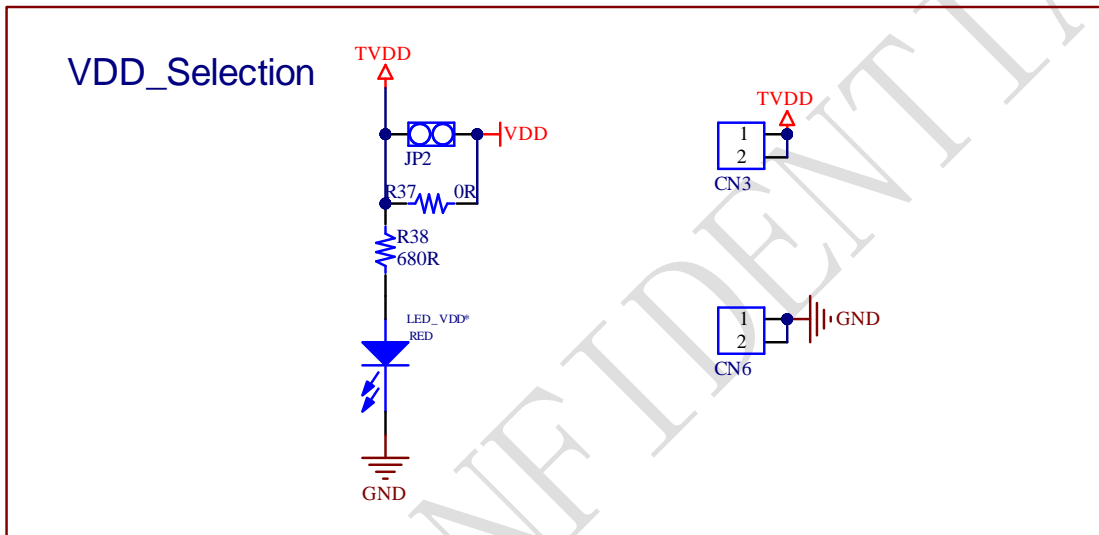 VDD_Selection
TVDD
VDD
JP2
R37 0R
R38
680R
LED_VDD*
RED
GND
TVDD
1
2
CN3
1
2
CN6
GND
NFIDENTIA